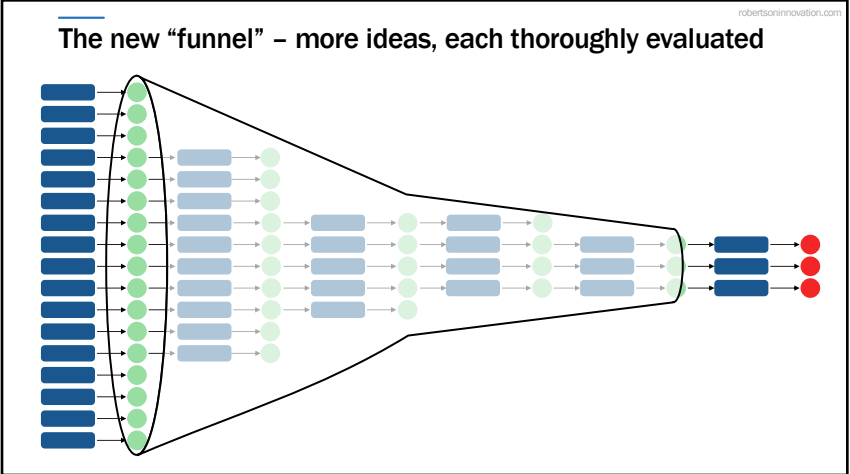 robertsoninnovation.com
The new “funnel” – more ideas, each thoroughly evaluated